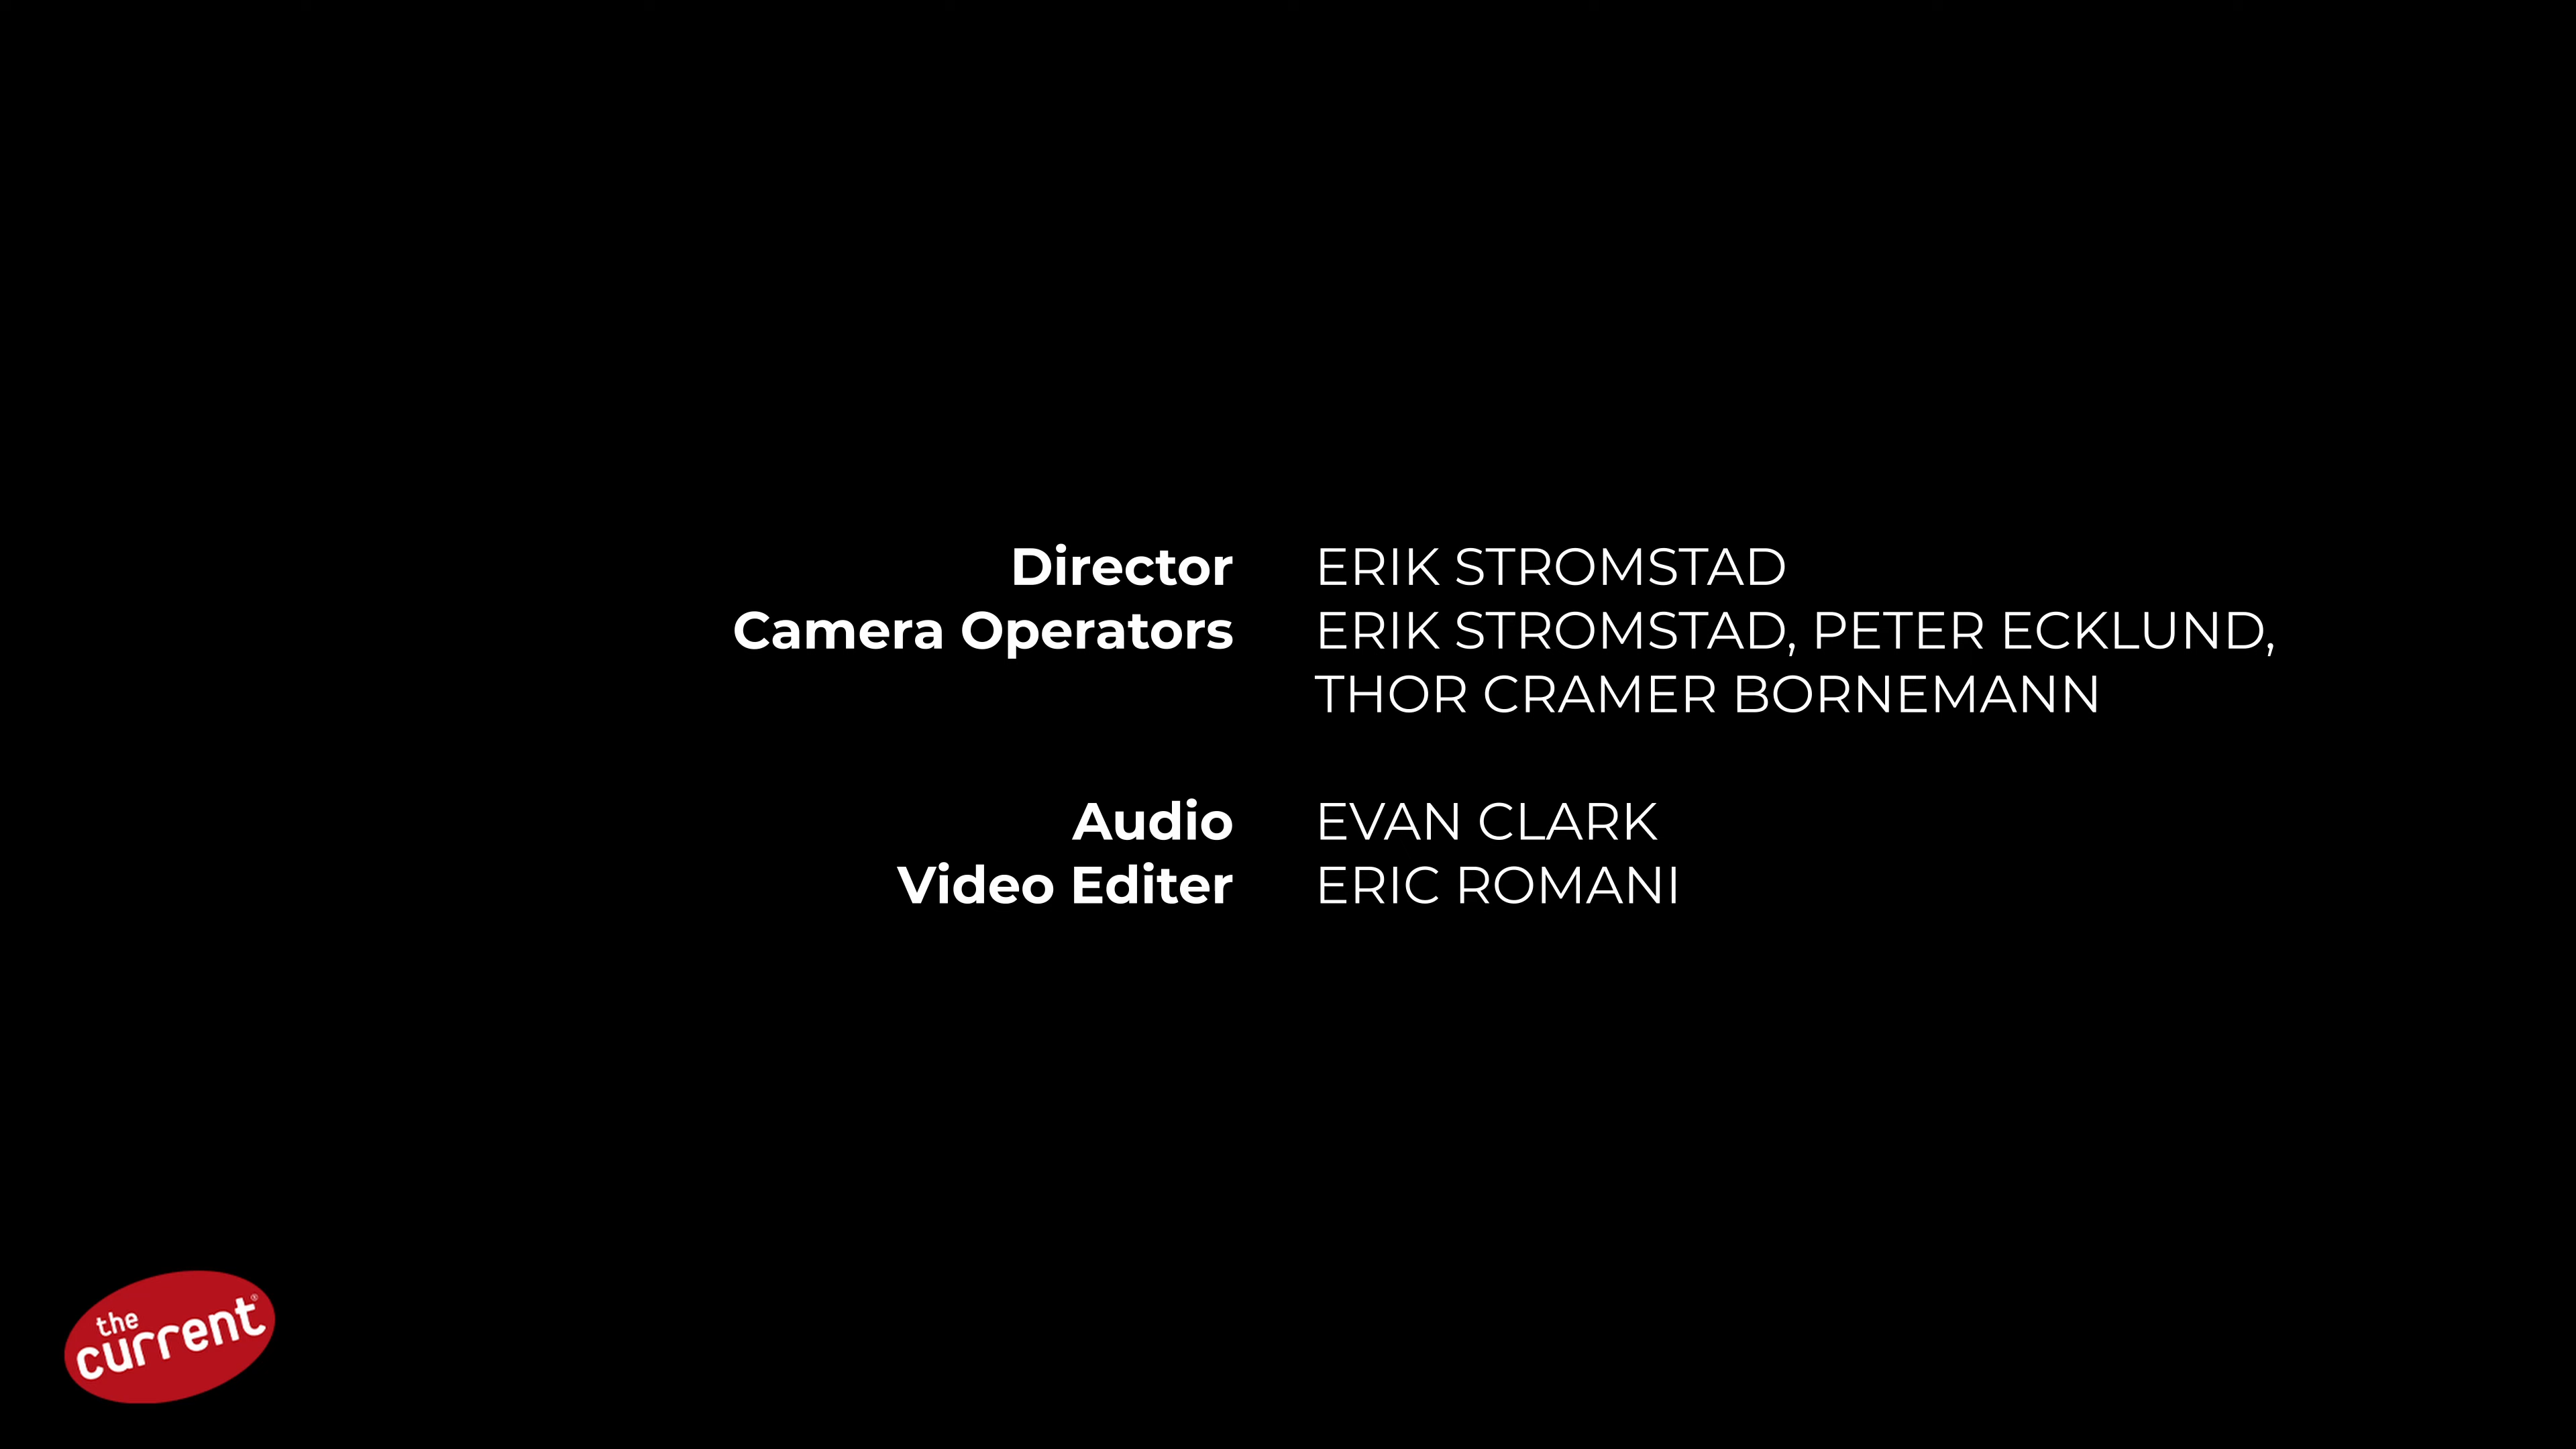 Director ERIK STROMSTAD
Camera Operators ERIK STROMSTAD, PETER ECKLUND,
THOR CRAMER BORNEMANN
Audio EVAN CLARK
Video Editer ERIC ROMANI
the
current®